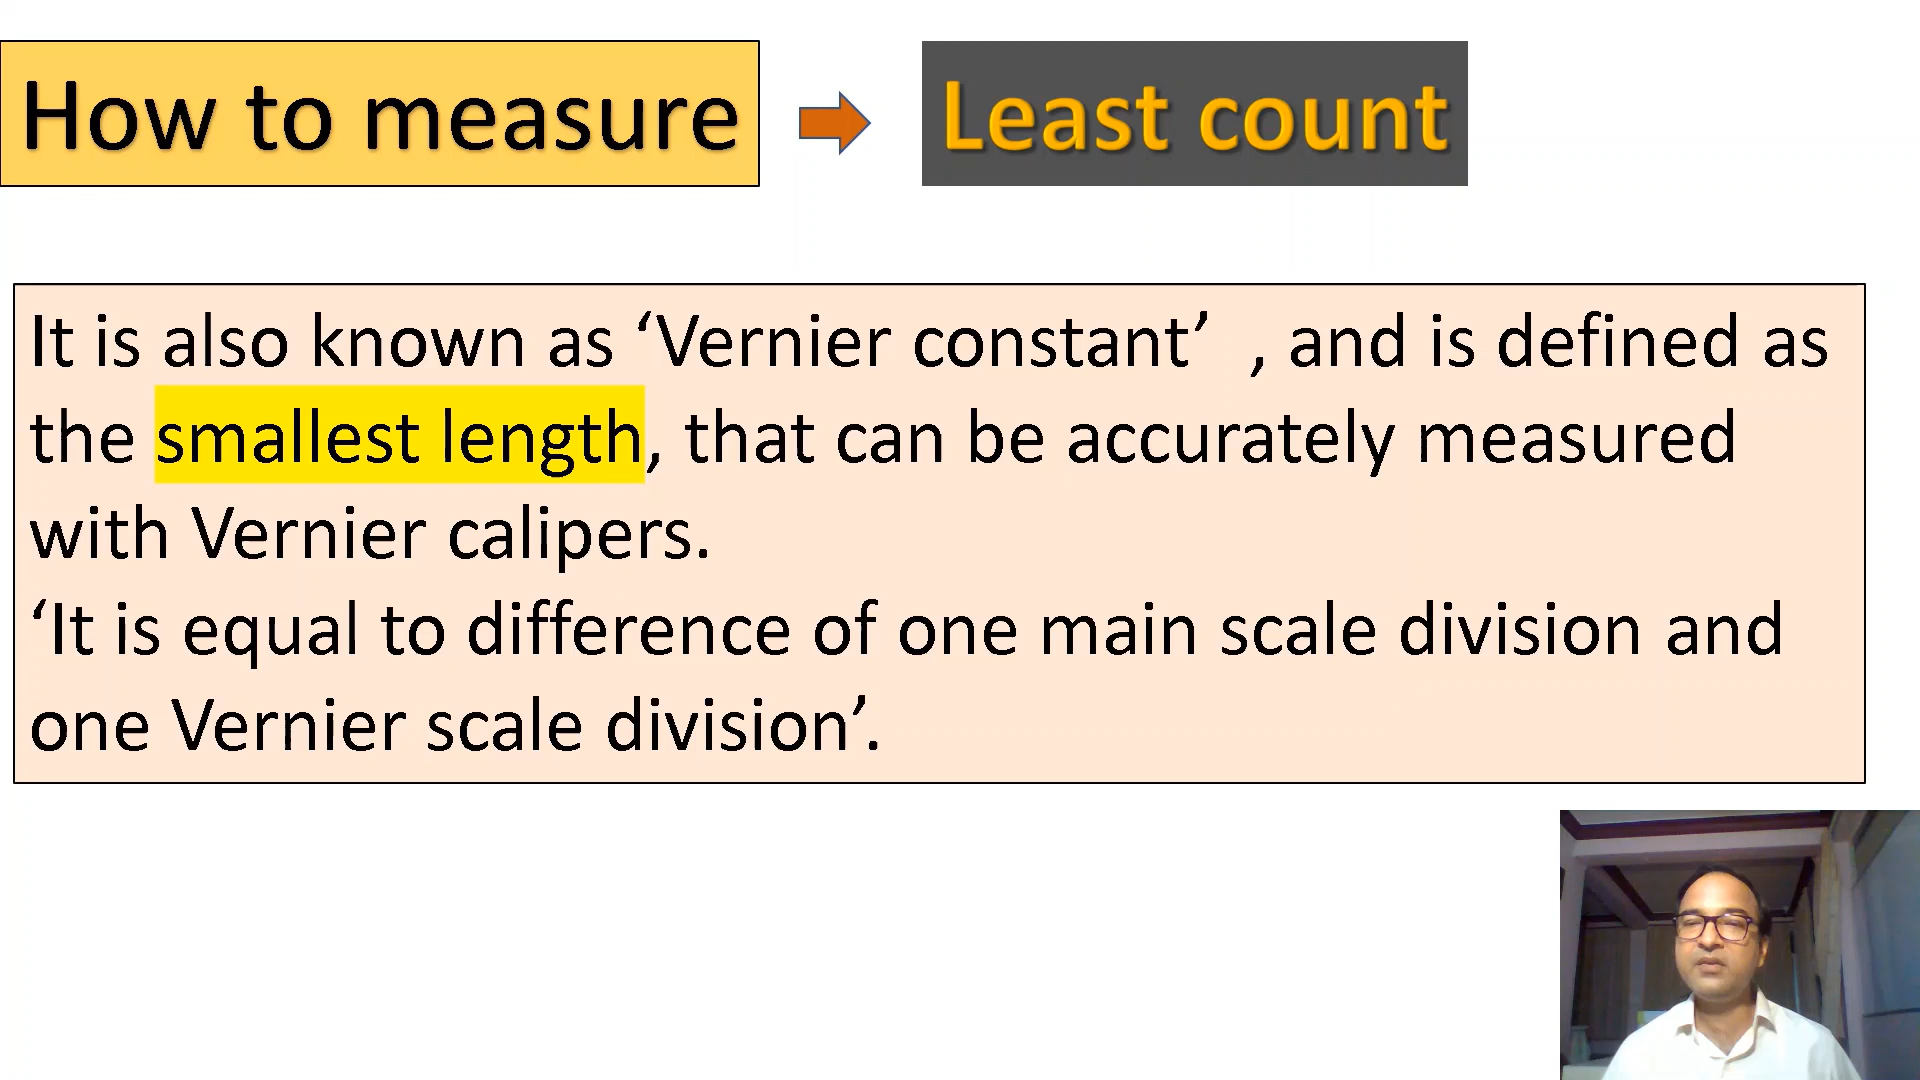 How to measure
Least count
It is also known as ‘Vernier constant’ , and is defined as
the smallest length, that can be accurately measured
with Vernier calipers.
‘It is equal to difference of one main scale division and
one Vernier scale division’.